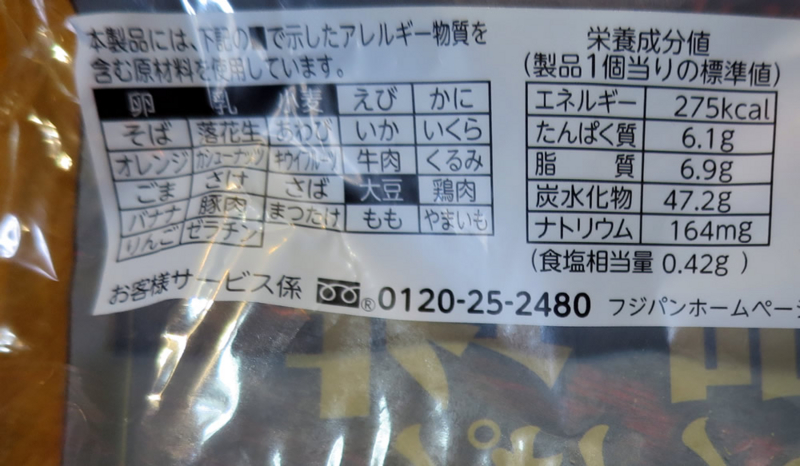 本製品には、下記の■で示したアレルギー物質を
含む原材料を使用しています。
卵 乳 小麦 えび かに
そば 落花生 あわび いか いくら
オレンジ カシューナッツ キウイフルーツ 牛肉 くるみ
ごま さけ さば 大豆 鶏肉
バナナ 豚肉 まつたけ もも やまいも
りんご ゼラチン
栄養成分値
(製品1個当りの標準値)
エネルギー 275kcal
たんぱく質 6.1g
脂質 6.9g
炭水化物 47.2g
ナトリウム 164mg
(食塩相当量 0.42g )
お客様サービス係 ® 0120-25-2480 フジパンホームページ